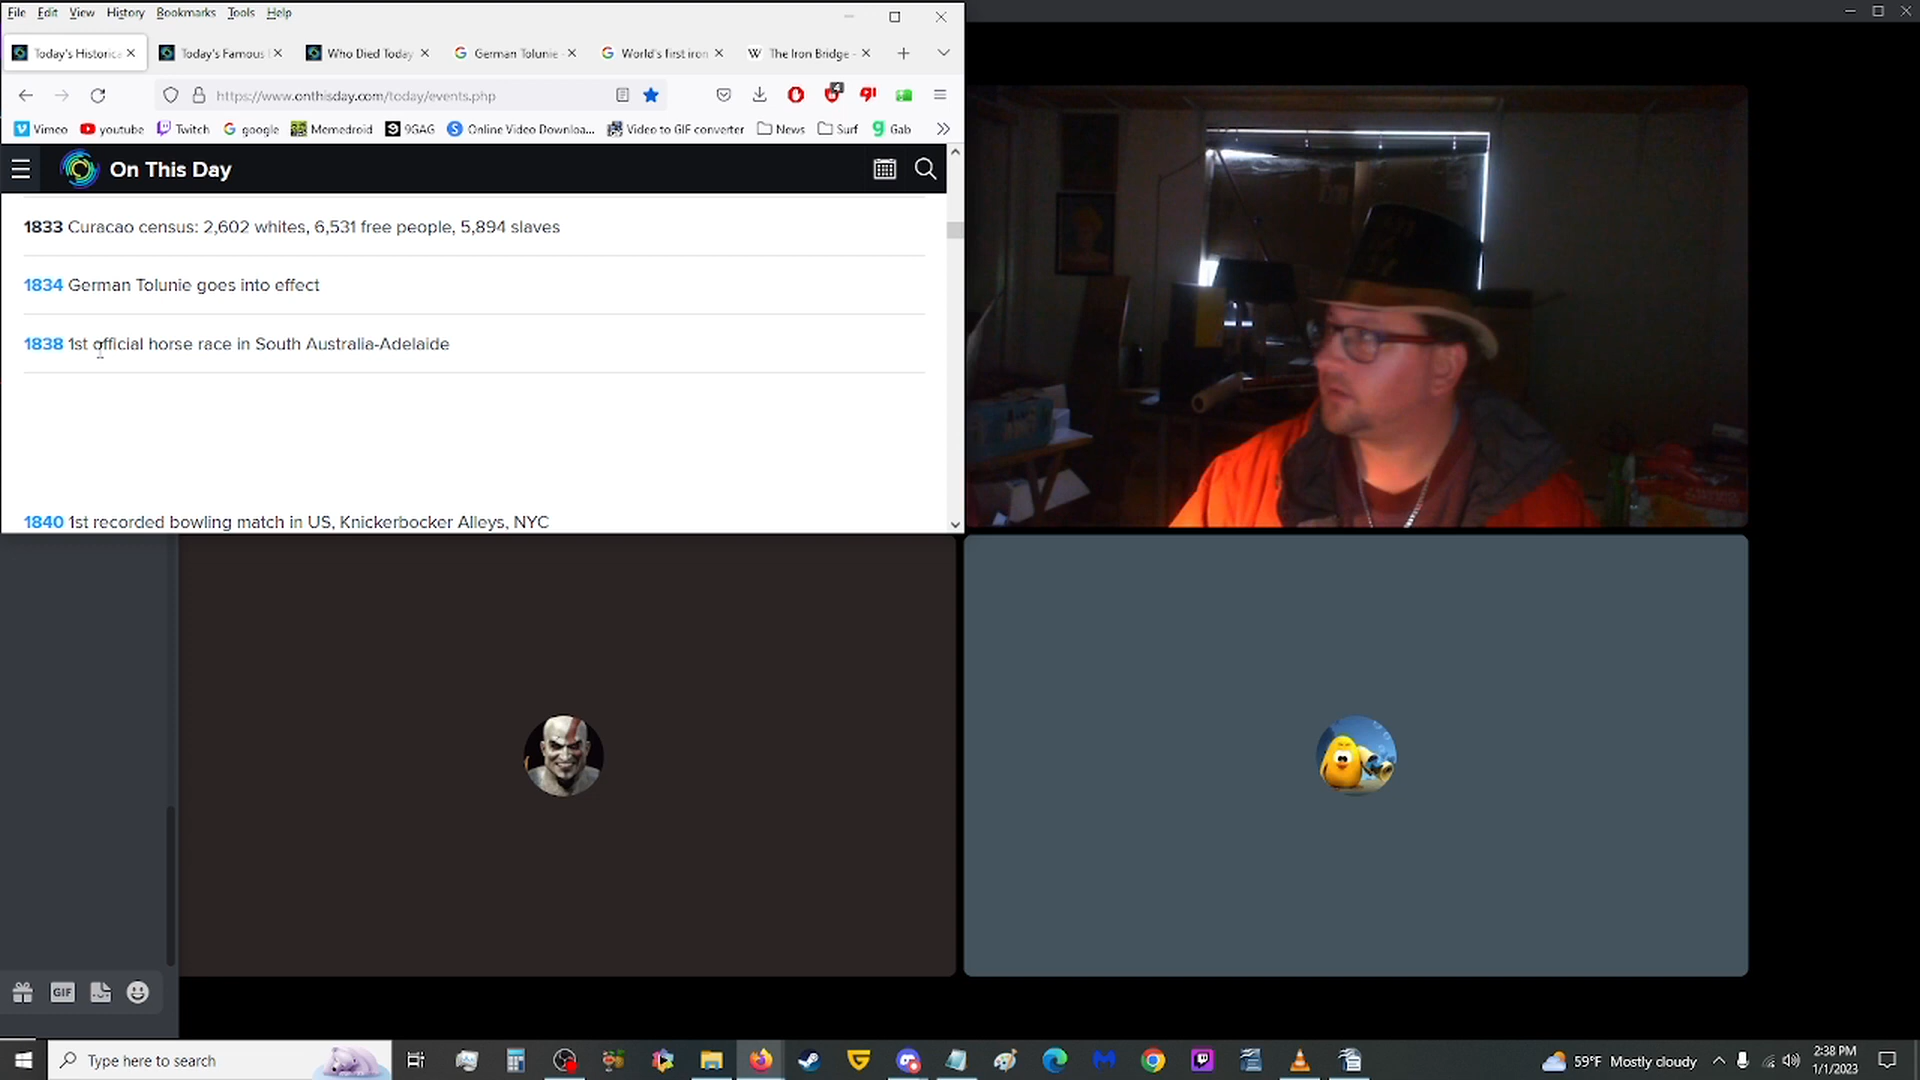 File Edit View History Bookmarks Tools Help
Today's Historica
Today's Famous
Who Died Today
German Tolunie -
World's first iron
The Iron Bridge -
https://www.onthisday.com/today/events.php
4
Vimeo
youtube
Twitch
google
Memedroid
9GAG
Online Video Downloa...
Video to GIF converter
News
Surf
Gab
On This Day
1833 Curacao census: 2,602 whites, 6,531 free people, 5,894 slaves
1834 German Tolunie goes into effect
1838 1st official horse race in South Australia-Adelaide
1840 1st recorded bowling match in US, Knickerbocker Alleys, NYC
GIF
Type here to search
59°F Mostly cloudy
2:38 PM
1/1/2023